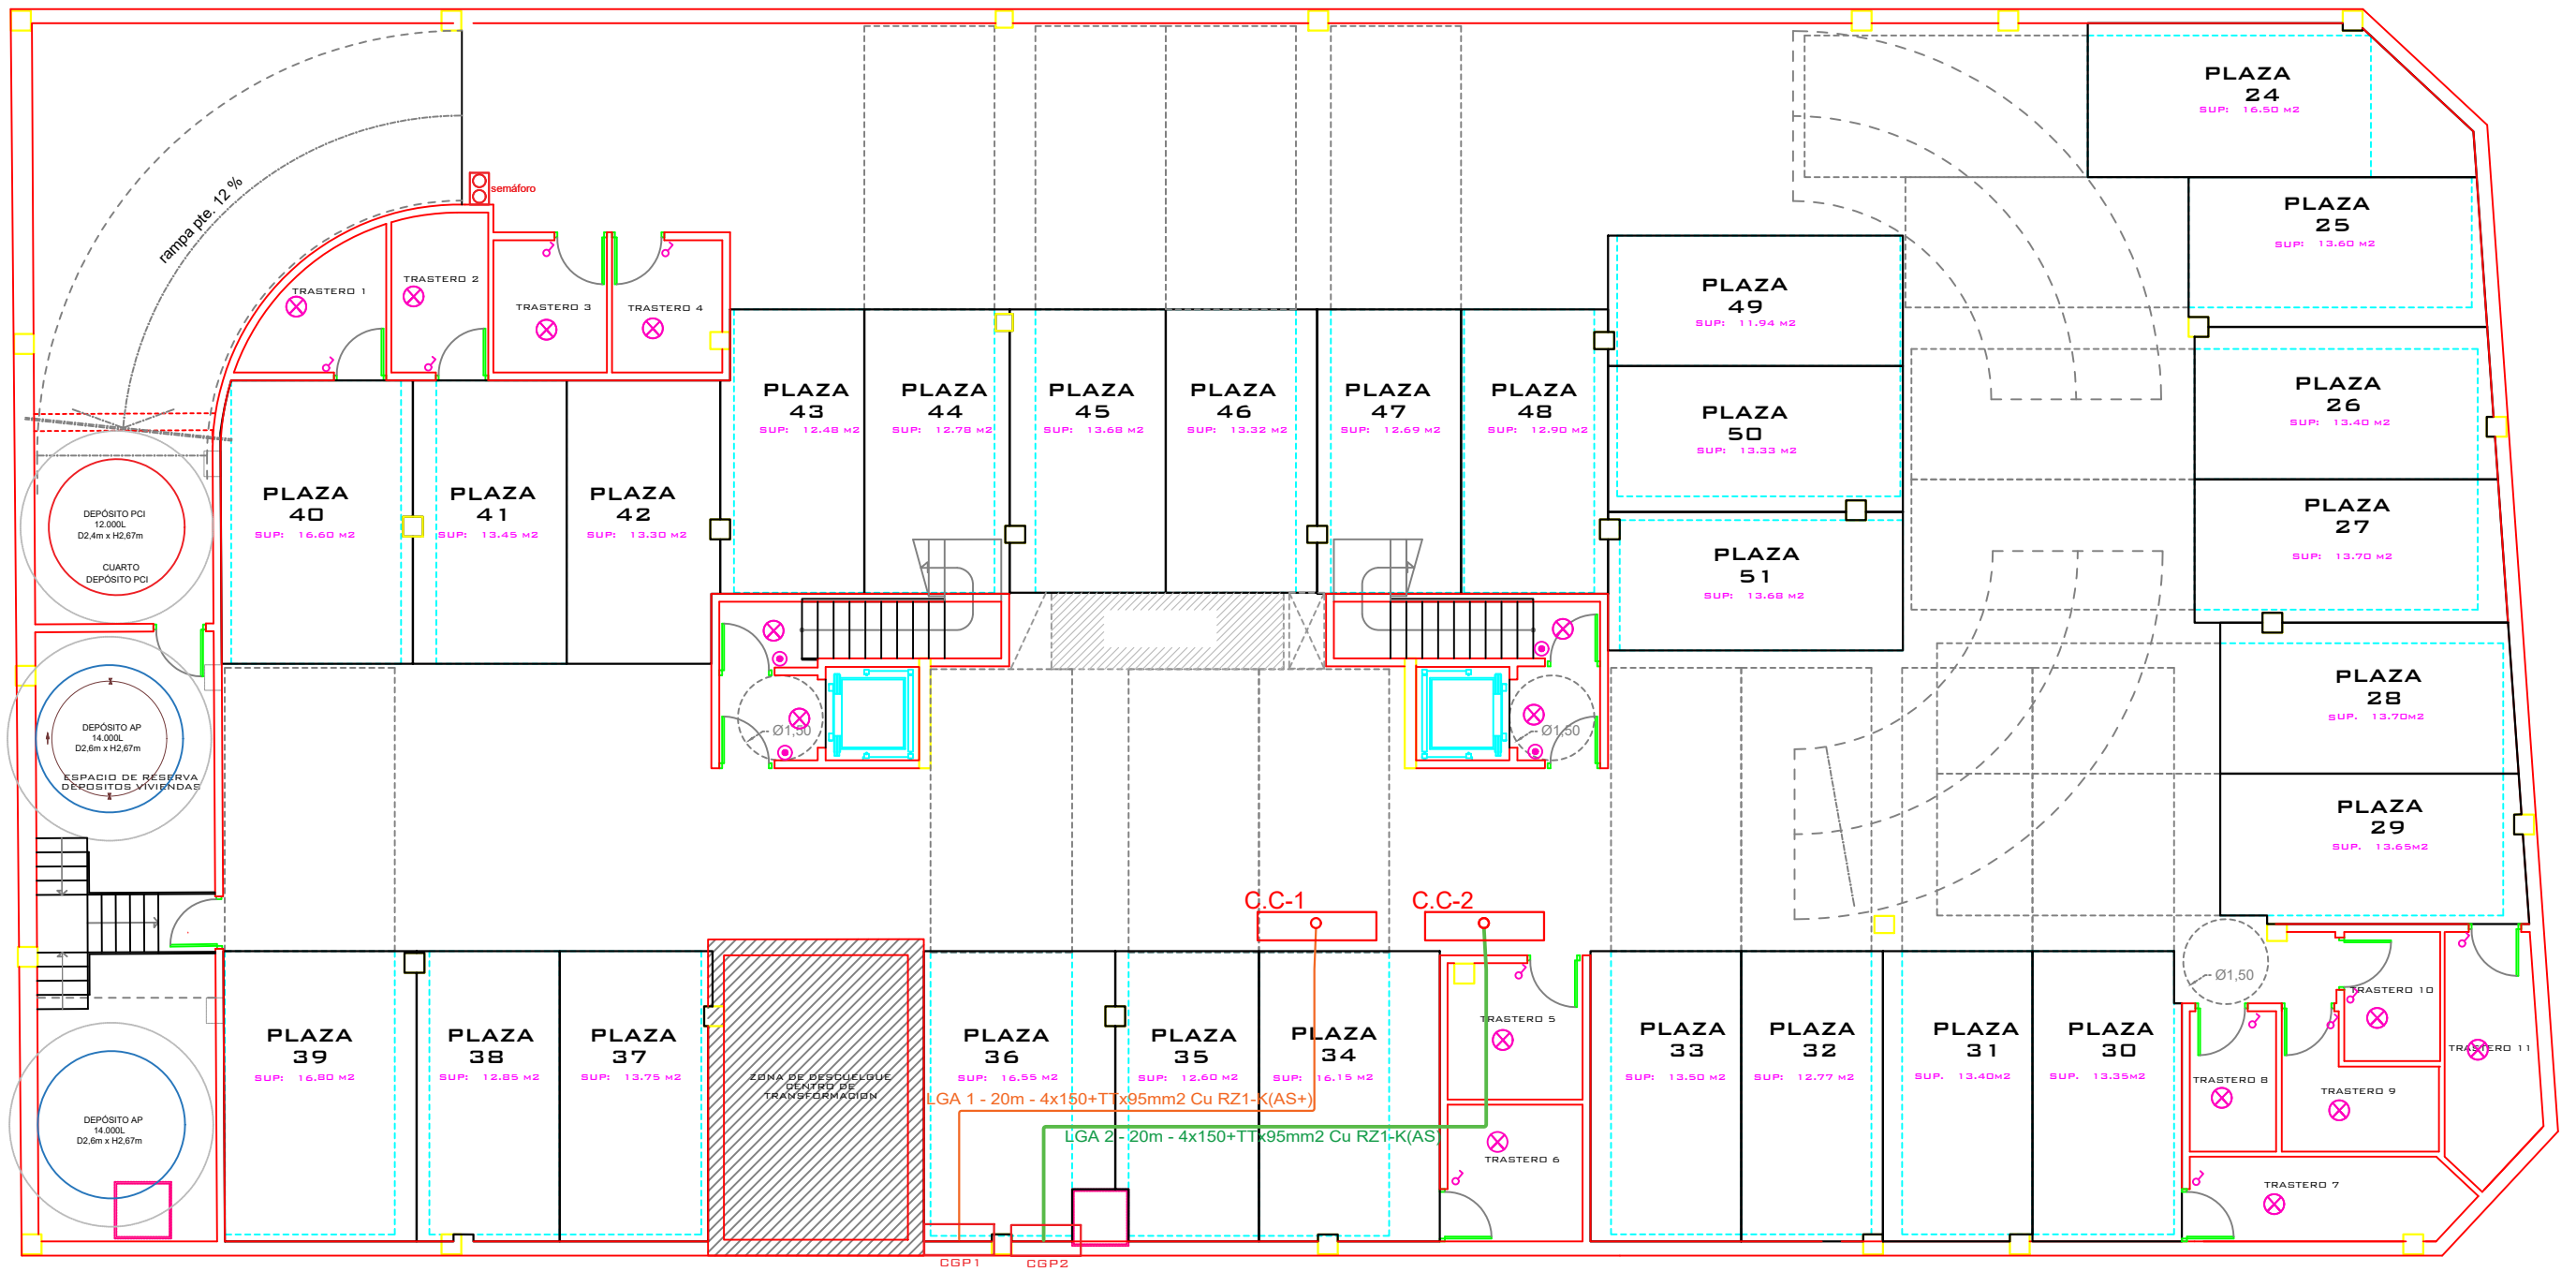 PLAZA
24
SUP: 16.50 M2
PLAZA
25
SUP: 13.60 M2
rampa pte. 12 %
semáforo
TRASTERO 1
TRASTERO 2
TRASTERO 3
TRASTERO 4
PLAZA
49
SUP: 11.94 M2
PLAZA
50
SUP: 13.33 M2
PLAZA
51
SUP: 13.68 M2
PLAZA
26
SUP: 13.40 M2
PLAZA
27
SUP: 13.70 M2
PLAZA
43
SUP: 12.48 M2
PLAZA
44
SUP: 12.78 M2
PLAZA
45
SUP: 13.68 M2
PLAZA
46
SUP: 13.32 M2
PLAZA
47
SUP: 12.69 M2
PLAZA
48
SUP: 12.90 M2
PLAZA
40
SUP: 16.60 M2
PLAZA
41
SUP: 13.45 M2
PLAZA
42
SUP: 13.30 M2
DEPÓSITO PCI
12.000L
D2,4m x H2,67m
CUARTO
DEPÓSITO PCI
DEPÓSITO AP
14.000L
D2,6m x H2,67m
ESPACIO DE RESERVA
DEPOSITOS VIVIENDAS
Ø1,50
Ø1,50
PLAZA
28
SUP. 13.70M2
PLAZA
29
SUP. 13.65M2
C.C-1
C.C-2
Ø1,50
PLAZA
39
SUP: 16.80 M2
PLAZA
38
SUP: 12.85 M2
PLAZA
37
SUP: 13.75 M2
ZONA DE DESCUELGUE
CENTRO DE
TRANSFORMACION
PLAZA
36
SUP: 16.55 M2
PLAZA
35
SUP: 12.60 M2
PLAZA
34
SUP: 16.15 M2
LGA 1 - 20m - 4x150+TTx95mm2 Cu RZ1-K(AS+)
LGA 2 - 20m - 4x150+TTx95mm2 Cu RZ1-K(AS)
TRASTERO 5
TRASTERO 6
PLAZA
33
SUP: 13.50 M2
PLAZA
32
SUP: 12.77 M2
PLAZA
31
SUP. 13.40M2
PLAZA
30
SUP. 13.35M2
TRASTERO 10
TRASTERO 11
TRASTERO 8
TRASTERO 9
TRASTERO 7
DEPÓSITO AP
14.000L
D2,6m x H2,67m
CGP1
CGP2